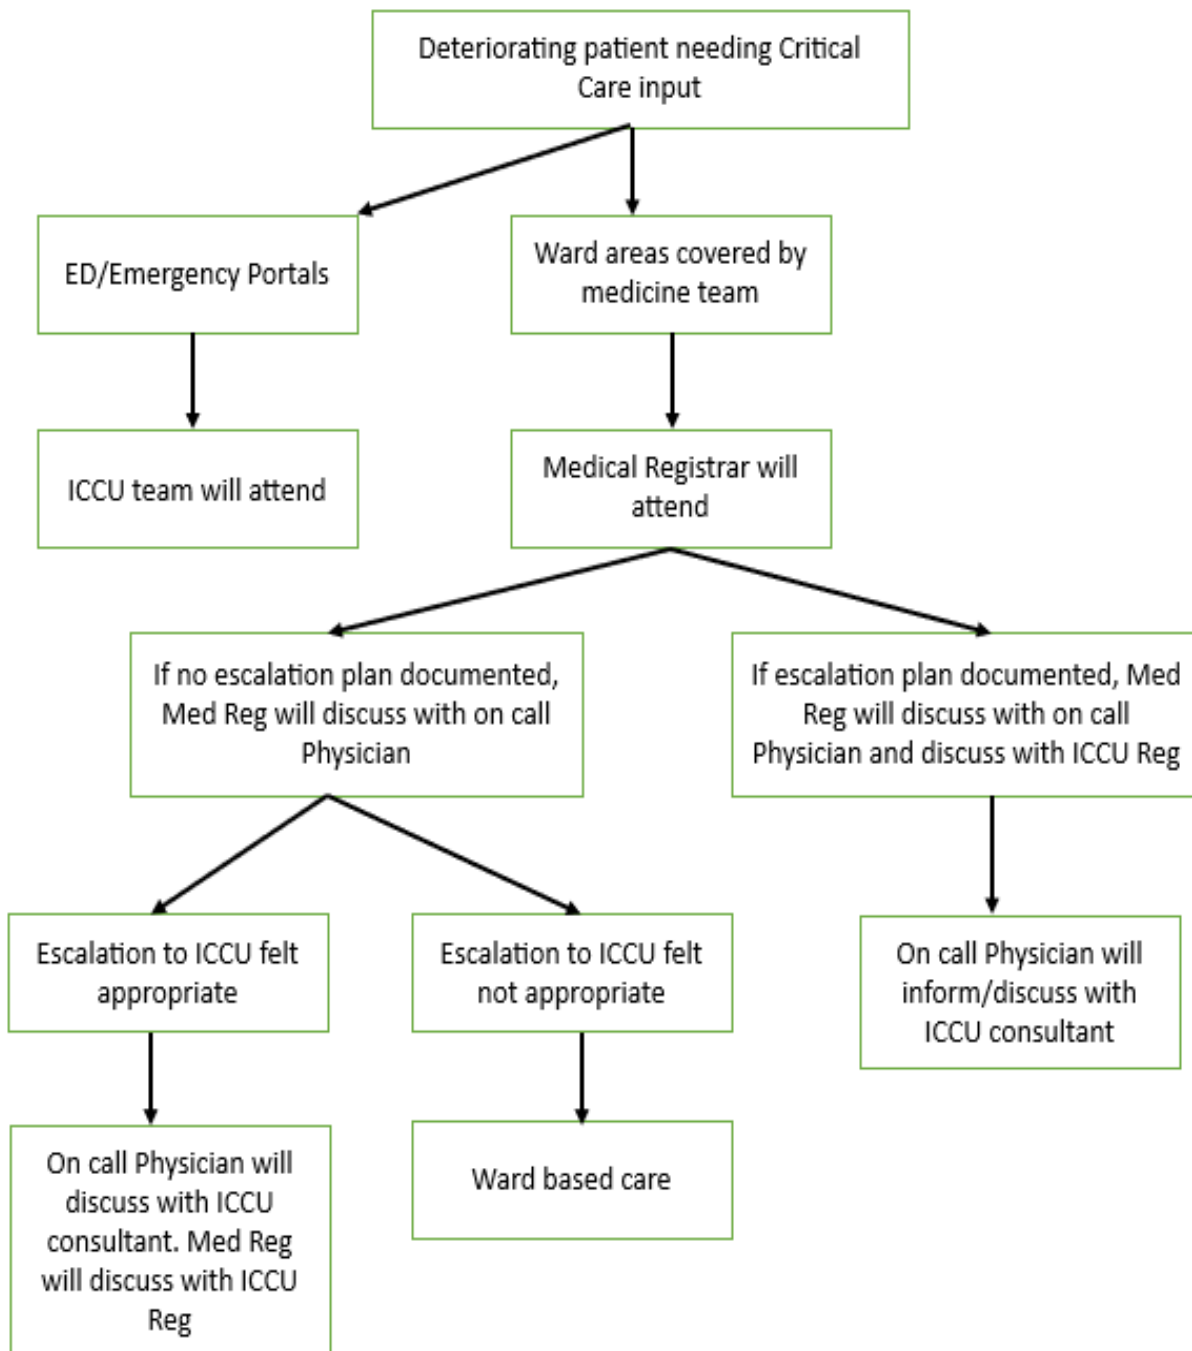 Deteriorating patient needing Critical
Care input
ED/Emergency Portals
Ward areas covered by
medicine team
ICCU team will attend
Medical Registrar will
attend
If no escalation plan documented,
Med Reg will discuss with on call
Physician
If escalation plan documented, Med
Reg will discuss with on call
Physician and discuss with ICCU Reg
Escalation to ICCU felt
appropriate
Escalation to ICCU felt
not appropriate
On call Physician will
inform/discuss with
ICCU consultant
On call Physician will
discuss with ICCU
consultant. Med Reg
will discuss with ICCU
Reg
Ward based care